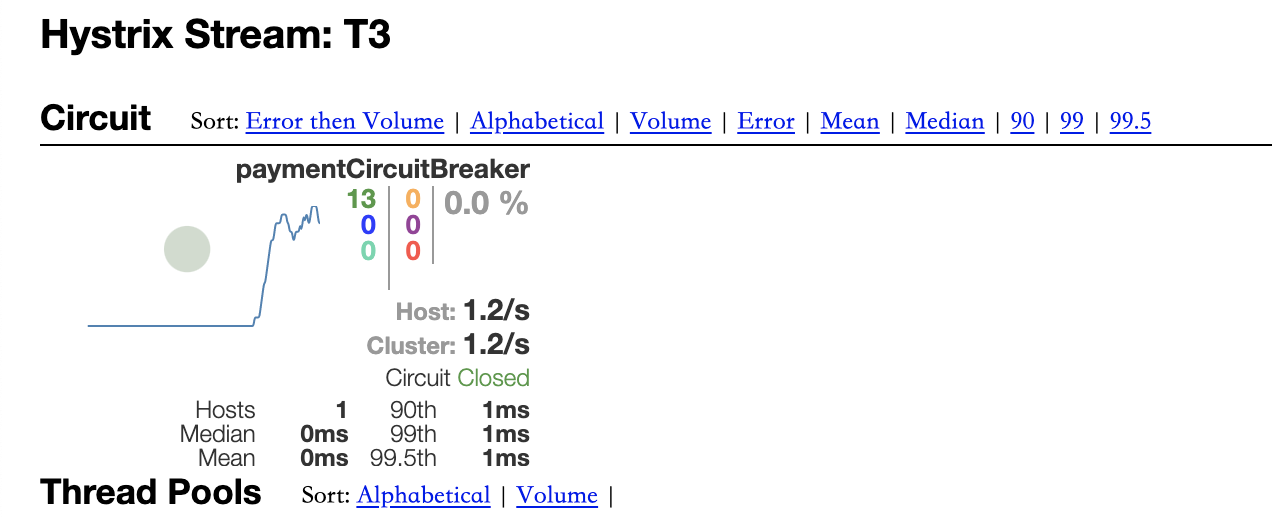 Hystrix Stream: T3
Circuit Sort: Error then Volume | Alphabetical | Volume | Error | Mean | Median | 90 | 99 | 99.5
paymentCircuitBreaker
13 0 0.0 %
0 0
0 0
Host: 1.2/s
Cluster: 1.2/s
Circuit Closed
Hosts 1 90th 1ms
Median 0ms 99th 1ms
Mean 0ms 99.5th 1ms
Thread Pools Sort: Alphabetical | Volume |